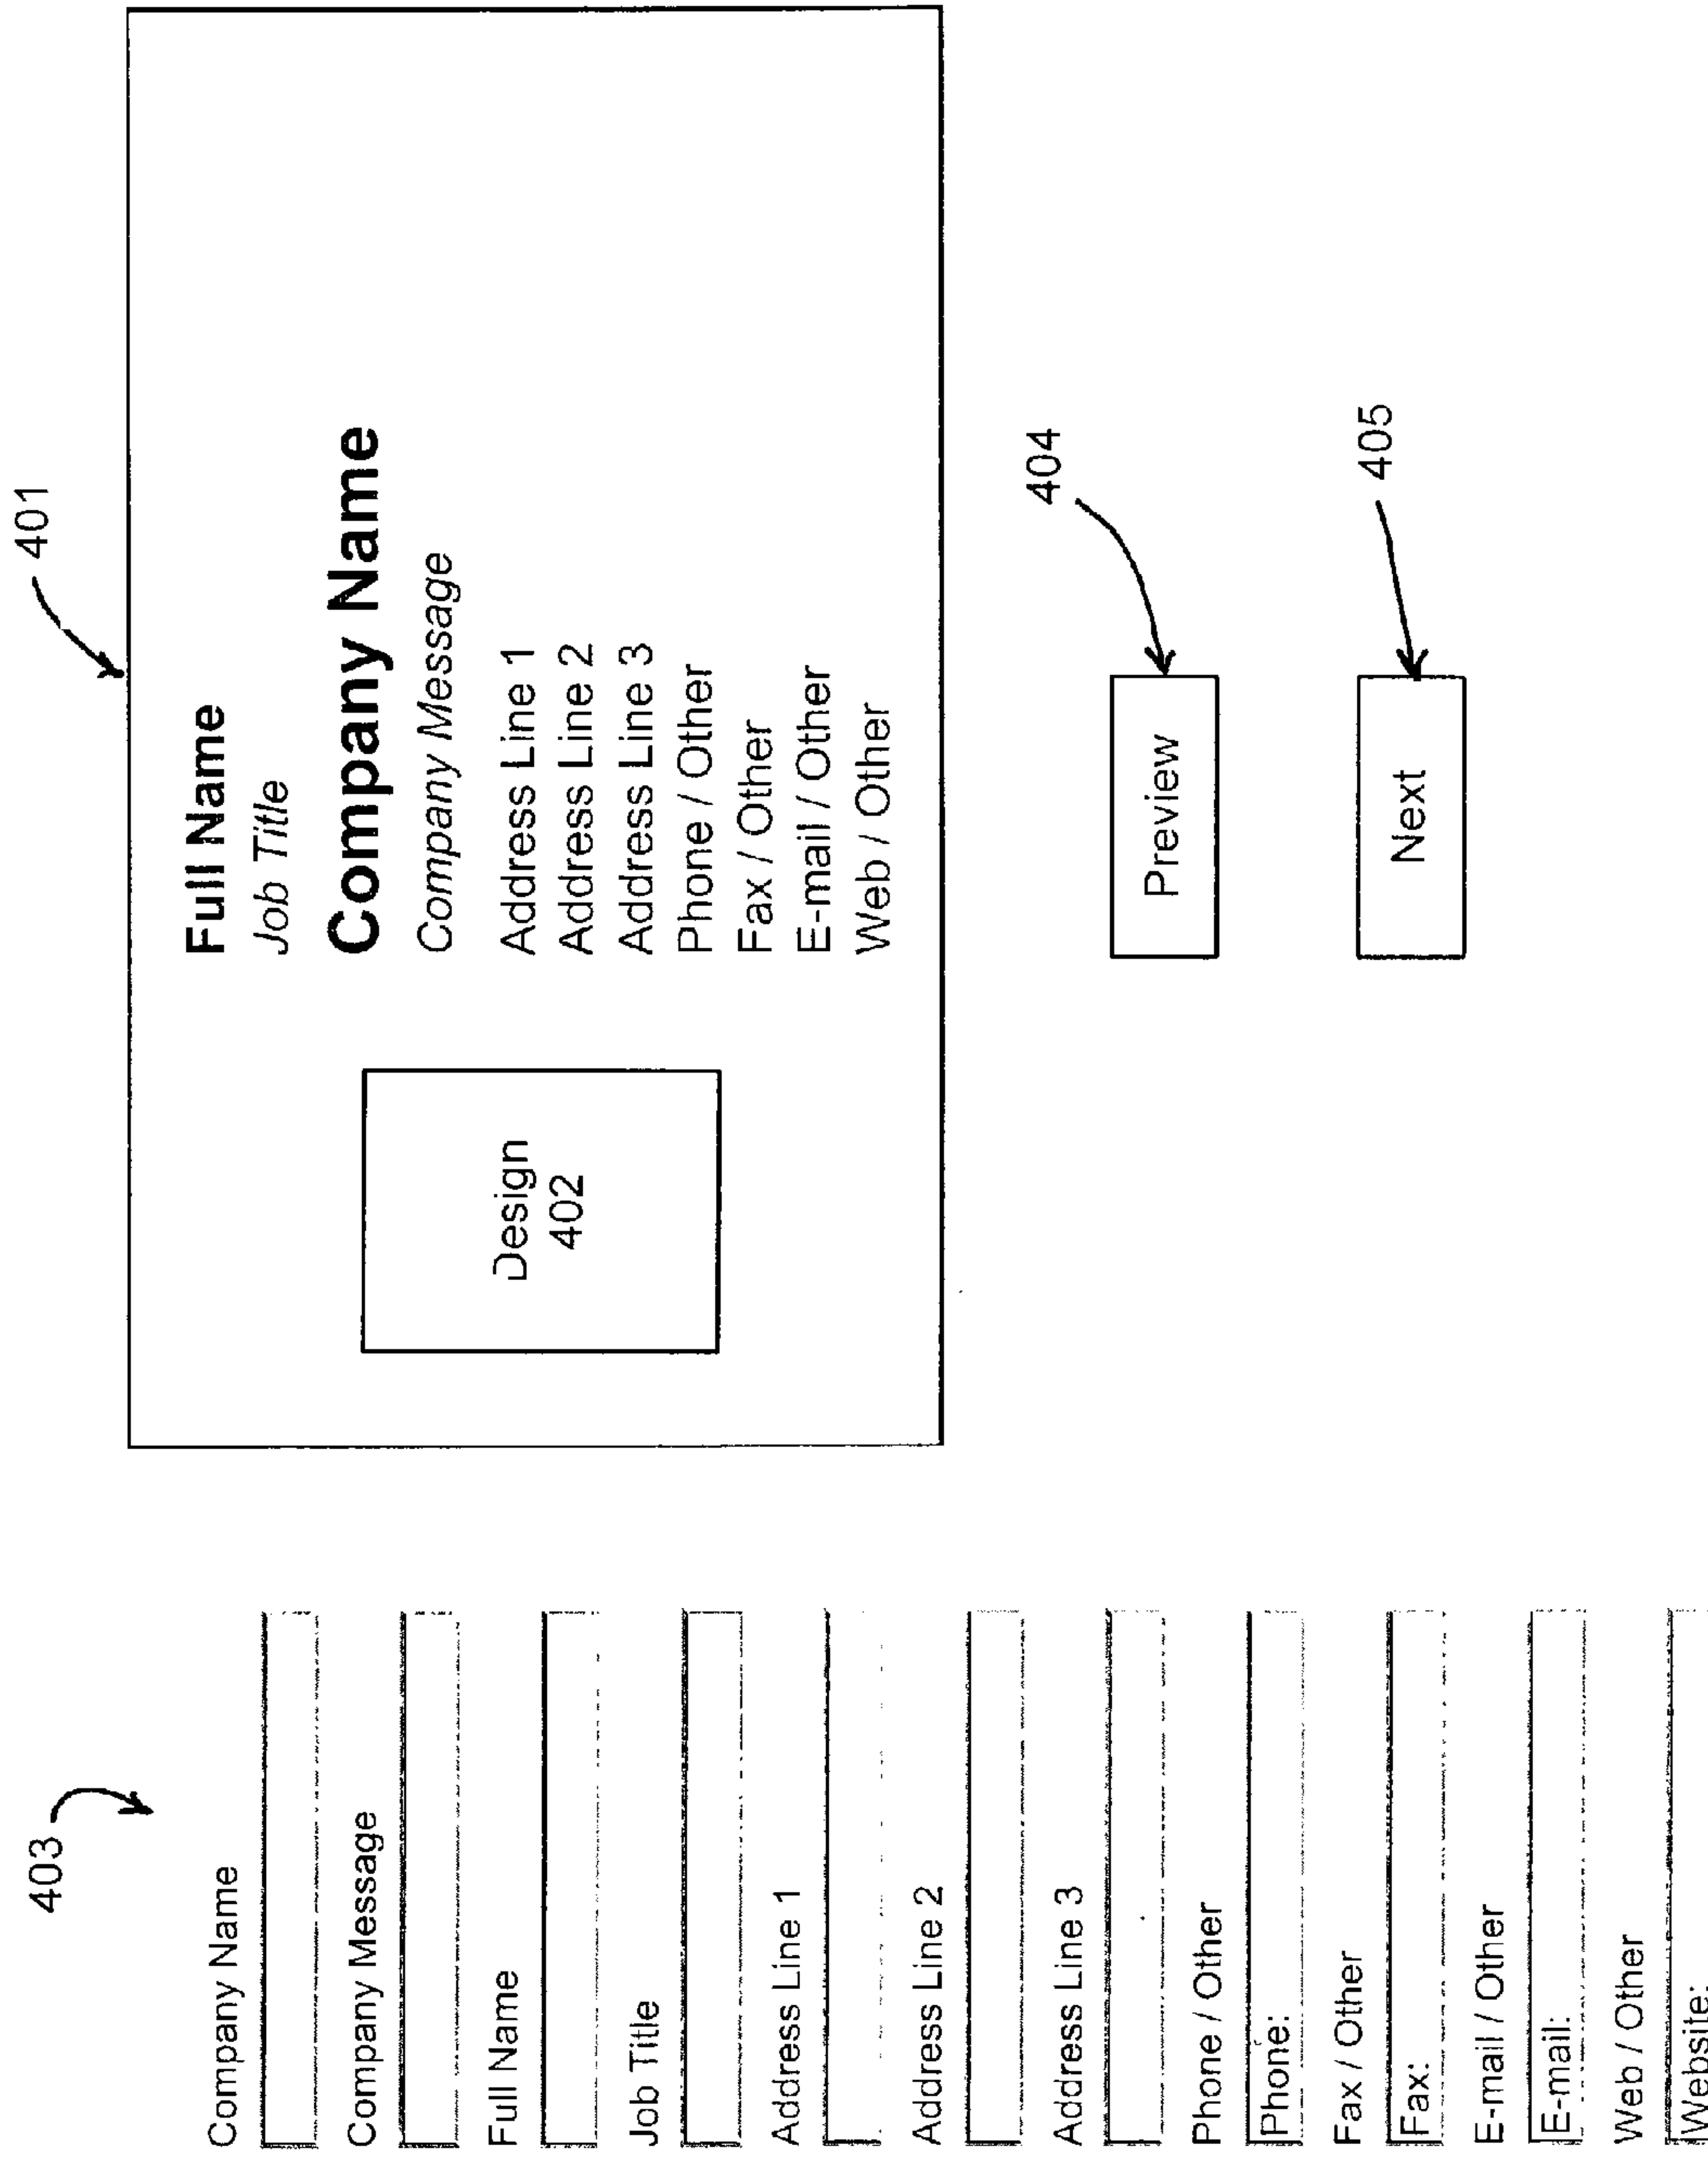 403
Company Name
Company Message
Full Name
Job Title
Address Line 1
Address Line 2
Address Line 3
Phone / Other
Phone:
Fax / Other
Fax:
E-mail / Other
E-mail:
Web / Other
Website:
401
Full Name
Job Title
Company Name
Company Message
Address Line 1
Address Line 2
Address Line 3
Phone / Other
Fax / Other
E-mail / Other
Web / Other
Design
402
404
Preview
405
Next